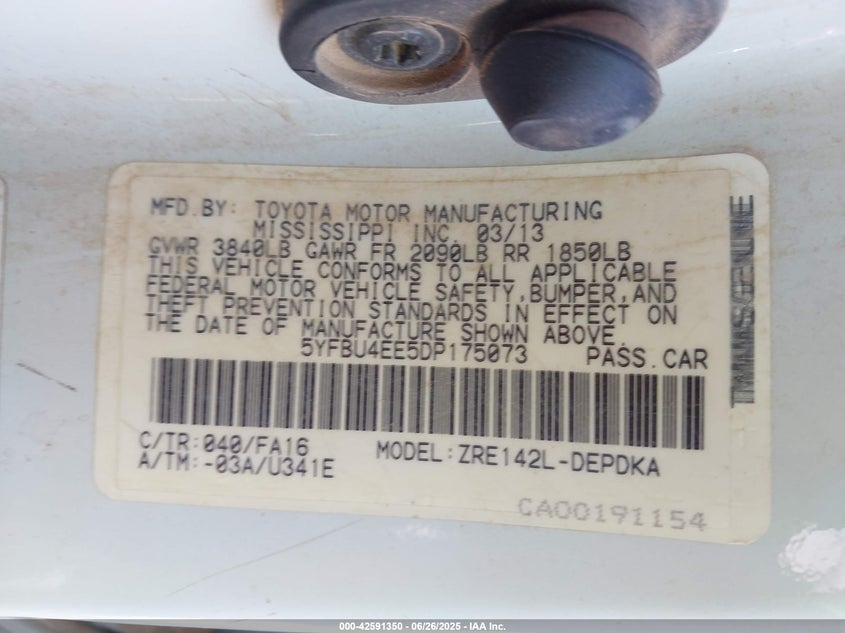 MFD.BY: TOYOTA MOTOR MANUFACTURING
MISSISSIPPI INC. 03/13
GVWR 3840LB GAWR FR 2090LB RR 1850LB
THIS VEHICLE CONFORMS TO ALL APPLICABLE
FEDERAL MOTOR VEHICLE SAFETY,BUMPER,AND
THEFT PREVENTION STANDARDS IN EFFECT ON
THE DATE OF MANUFACTURE SHOWN ABOVE.
5YFBU4EE5DP175073 PASS.CAR
C/TR:040/FA16 MODEL:ZRE142L-DEPDKA
A/TM:-03A/U341E
CA00191154
000-42591350 - 06/26/2025 - IAA Inc.